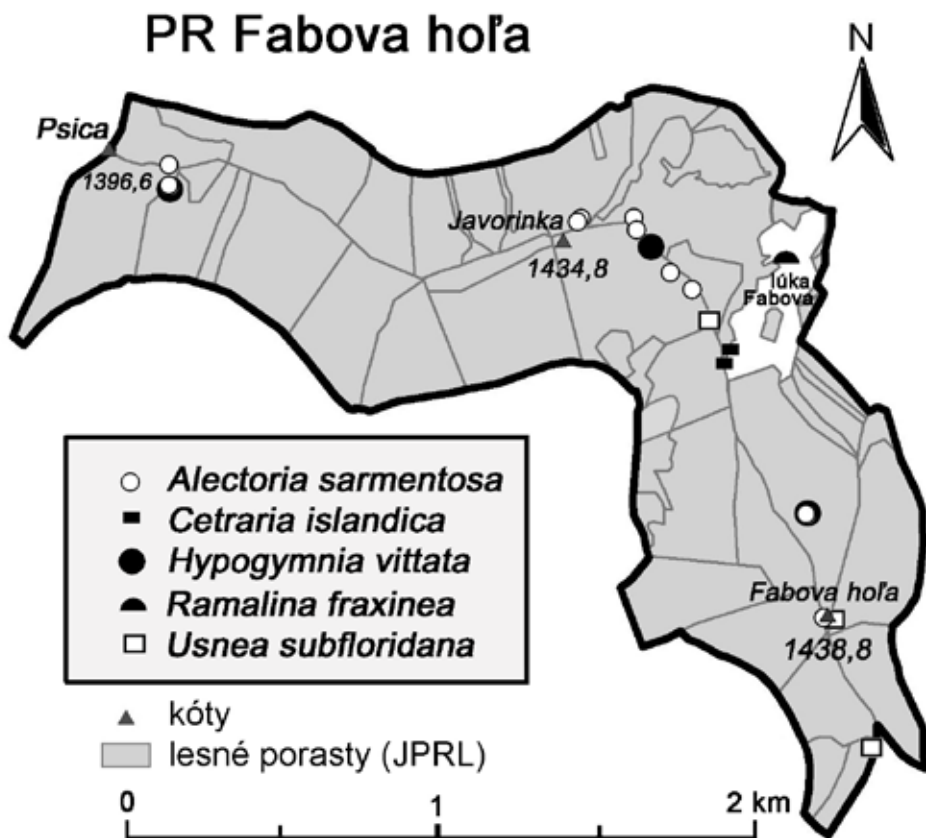 PR Fabova hoľa
N
Psica
1396,6
Javorinka
1434,8
lúka
Fabova
Alectoria sarmentosa
Cetraria islandica
Hypogymnia vittata
Ramalina fraxinea
Usnea subfloridana
Fabova hoľa
1438,8
kóty
lesné porasty (JPRL)
0 1 2 km